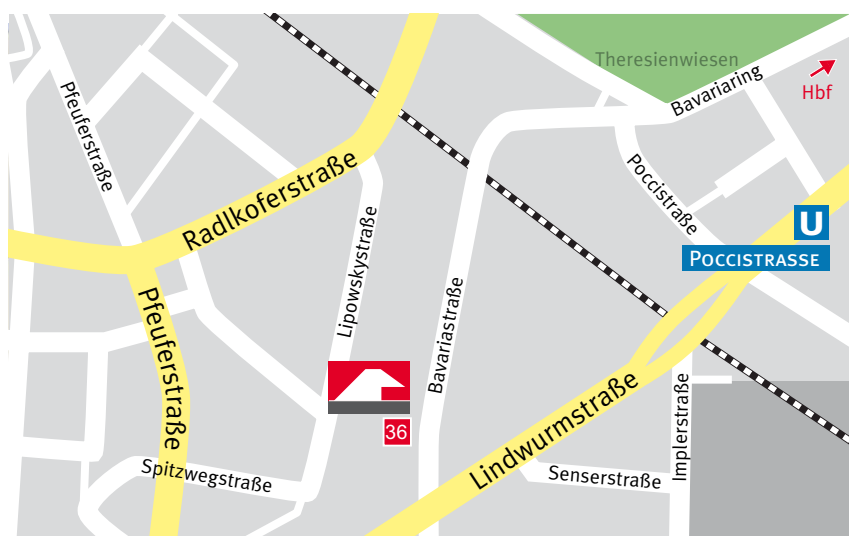 Theresienwiesen
Bavariaring
Hbf
Pfeuferstraße
Radlkoferstraße
Poccistraße
U
POCCISTRASSE
Lipowskystraße
Bavariastraße
Pfeuferstraße
36
Lindwurmstraße
Implerstraße
Spitzwegstraße
Senserstraße